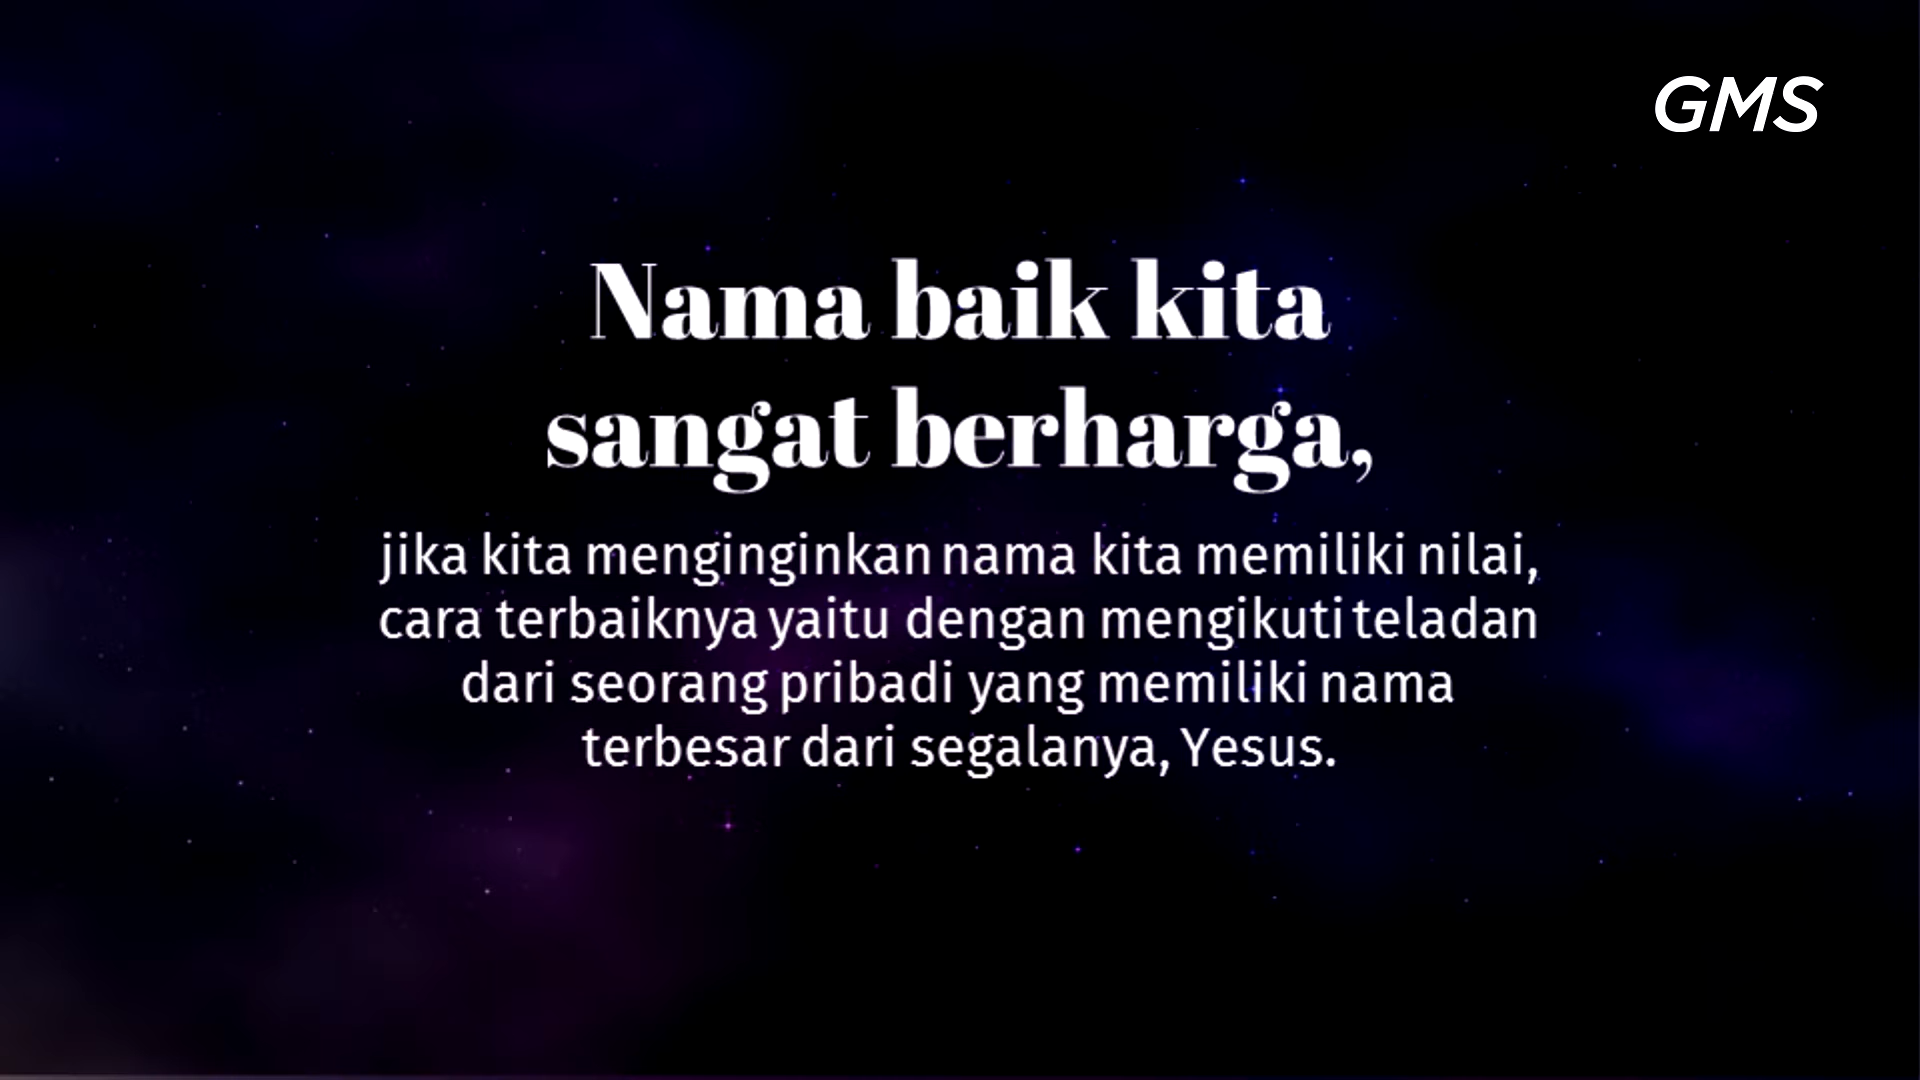 GMS
Nama baik kita
sangat berharga,
jika kita menginginkan nama kita memiliki nilai,
cara terbaiknya yaitu dengan mengikuti teladan
dari seorang pribadi yang memiliki nama
terbesar dari segalanya, Yesus.